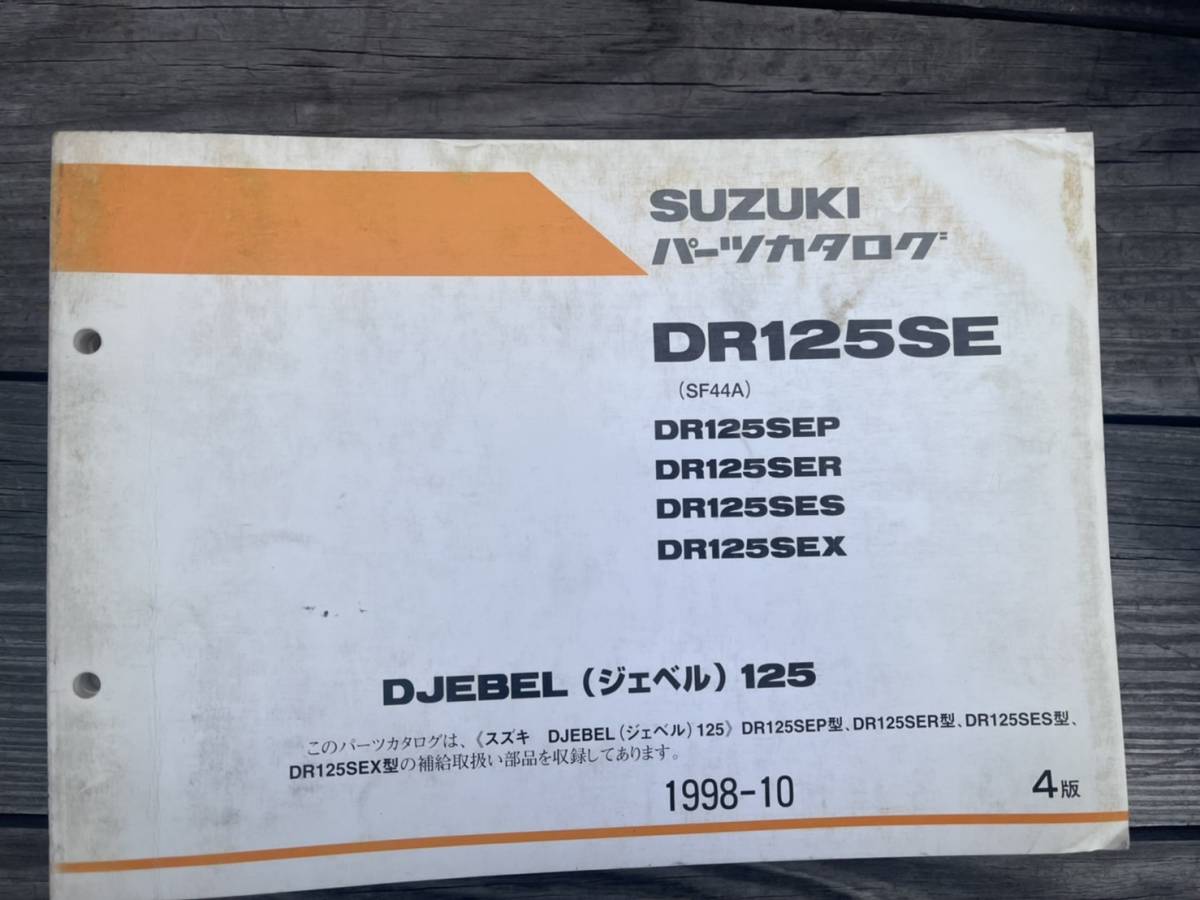 SUZUKI
パーツカタログ
DR125SE
(SF44A)
DR125SEP
DR125SER
DR125SES
DR125SEX
DJEBEL（ジェベル）125
このパーツカタログは、《スズキ DJEBEL（ジェベル）125》DR125SEP型、DR125SER型、DR125SES型、
DR125SEX型の補給取扱い部品を収録してあります。
1998-10
4版